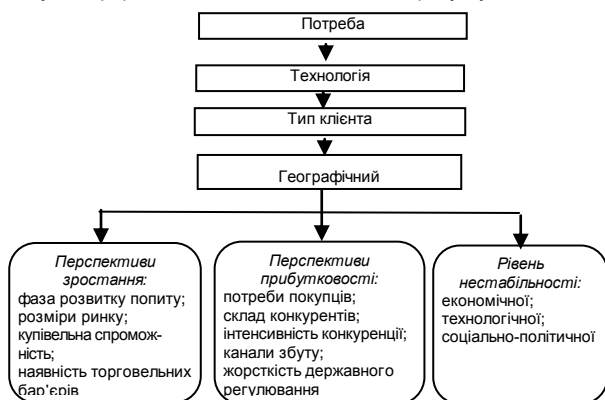 Потреба
Технологія
Тип клієнта
Географічний
Перспективи
зростання:
фаза розвитку попиту;
розміри ринку;
купівельна спромож-
ність;
наявність торговельних
бар'єрів
Перспективи
прибутковості:
потреби покупців;
склад конкурентів;
інтенсивність конкуренції;
канали збуту;
жорсткість державного
регулювання
Рівень
нестабільності:
економічної;
технологічної;
соціально-політичної